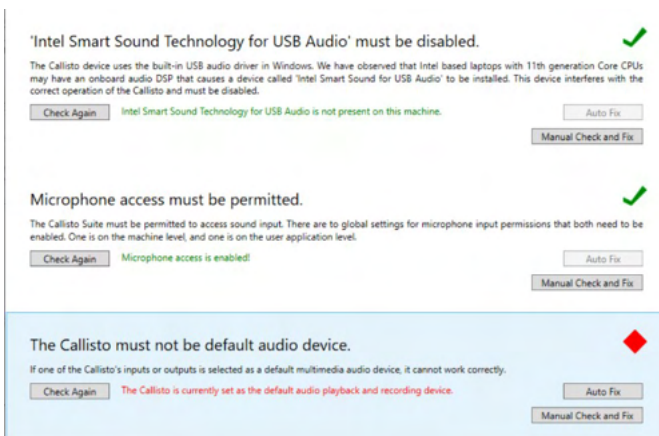 'Intel Smart Sound Technology for USB Audio' must be disabled.
The Callisto device uses the built-in USB audio driver in Windows. We have observed that Intel based laptops with 11th generation Core CPUs
may have an onboard audio DSP that causes a device called 'Intel Smart Sound for USB Audio' to be installed. This device interferes with the
correct operation of the Callisto and must be disabled.
Check Again Intel Smart Sound Technology for USB Audio is not present on this machine. Auto Fix
Manual Check and Fix
Microphone access must be permitted.
The Callisto Suite must be permitted to access sound input. There are to global settings for microphone input permissions that both need to be
enabled. One is on the machine level, and one is on the user application level.
Check Again Microphone access is enabled! Auto Fix
Manual Check and Fix
The Callisto must not be default audio device.
If one of the Callisto's inputs or outputs is selected as a default multimedia audio device, it cannot work correctly.
Check Again The Callisto is currently set as the default audio playback and recording device. Auto Fix
Manual Check and Fix